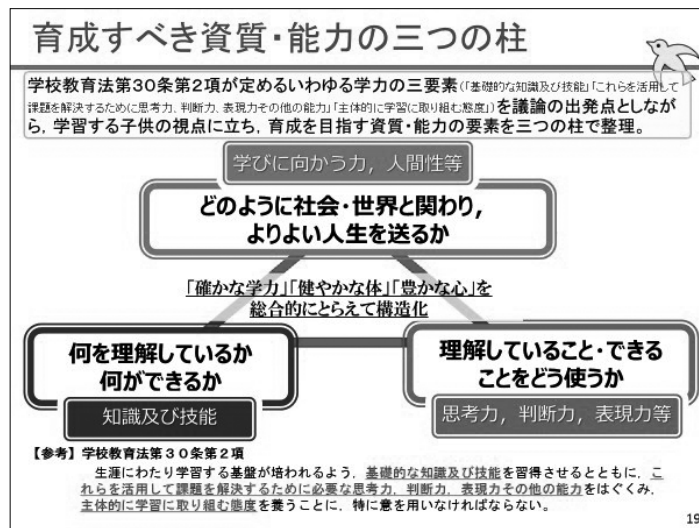 育成すべき資質・能力の三つの柱
学校教育法第30条第2項が定めるいわゆる学力の三要素(「基礎的な知識及び技能」「これらを活用して
課題を解決するために思考力、判断力、表現力その他の能力」「主体的に学習に取り組む態度」)を議論の出発点としなが
ら，学習する子供の視点に立ち，育成を目指す資質・能力の要素を三つの柱で整理。
学びに向かう力，人間性等
どのように社会・世界と関わり，
よりよい人生を送るか
「確かな学力」「健やかな体」「豊かな心」を
総合的にとらえて構造化
何を理解しているか
何ができるか
知識及び技能
理解していること・できる
ことをどう使うか
思考力，判断力，表現力等
【参考】学校教育法第３０条第２項
生涯にわたり学習する基盤が培われるよう，基礎的な知識及び技能を習得させるとともに，こ
れらを活用して課題を解決するために必要な思考力，判断力，表現力その他の能力をはぐくみ，
主体的に学習に取り組む態度を養うことに，特に意を用いなければならない。
19